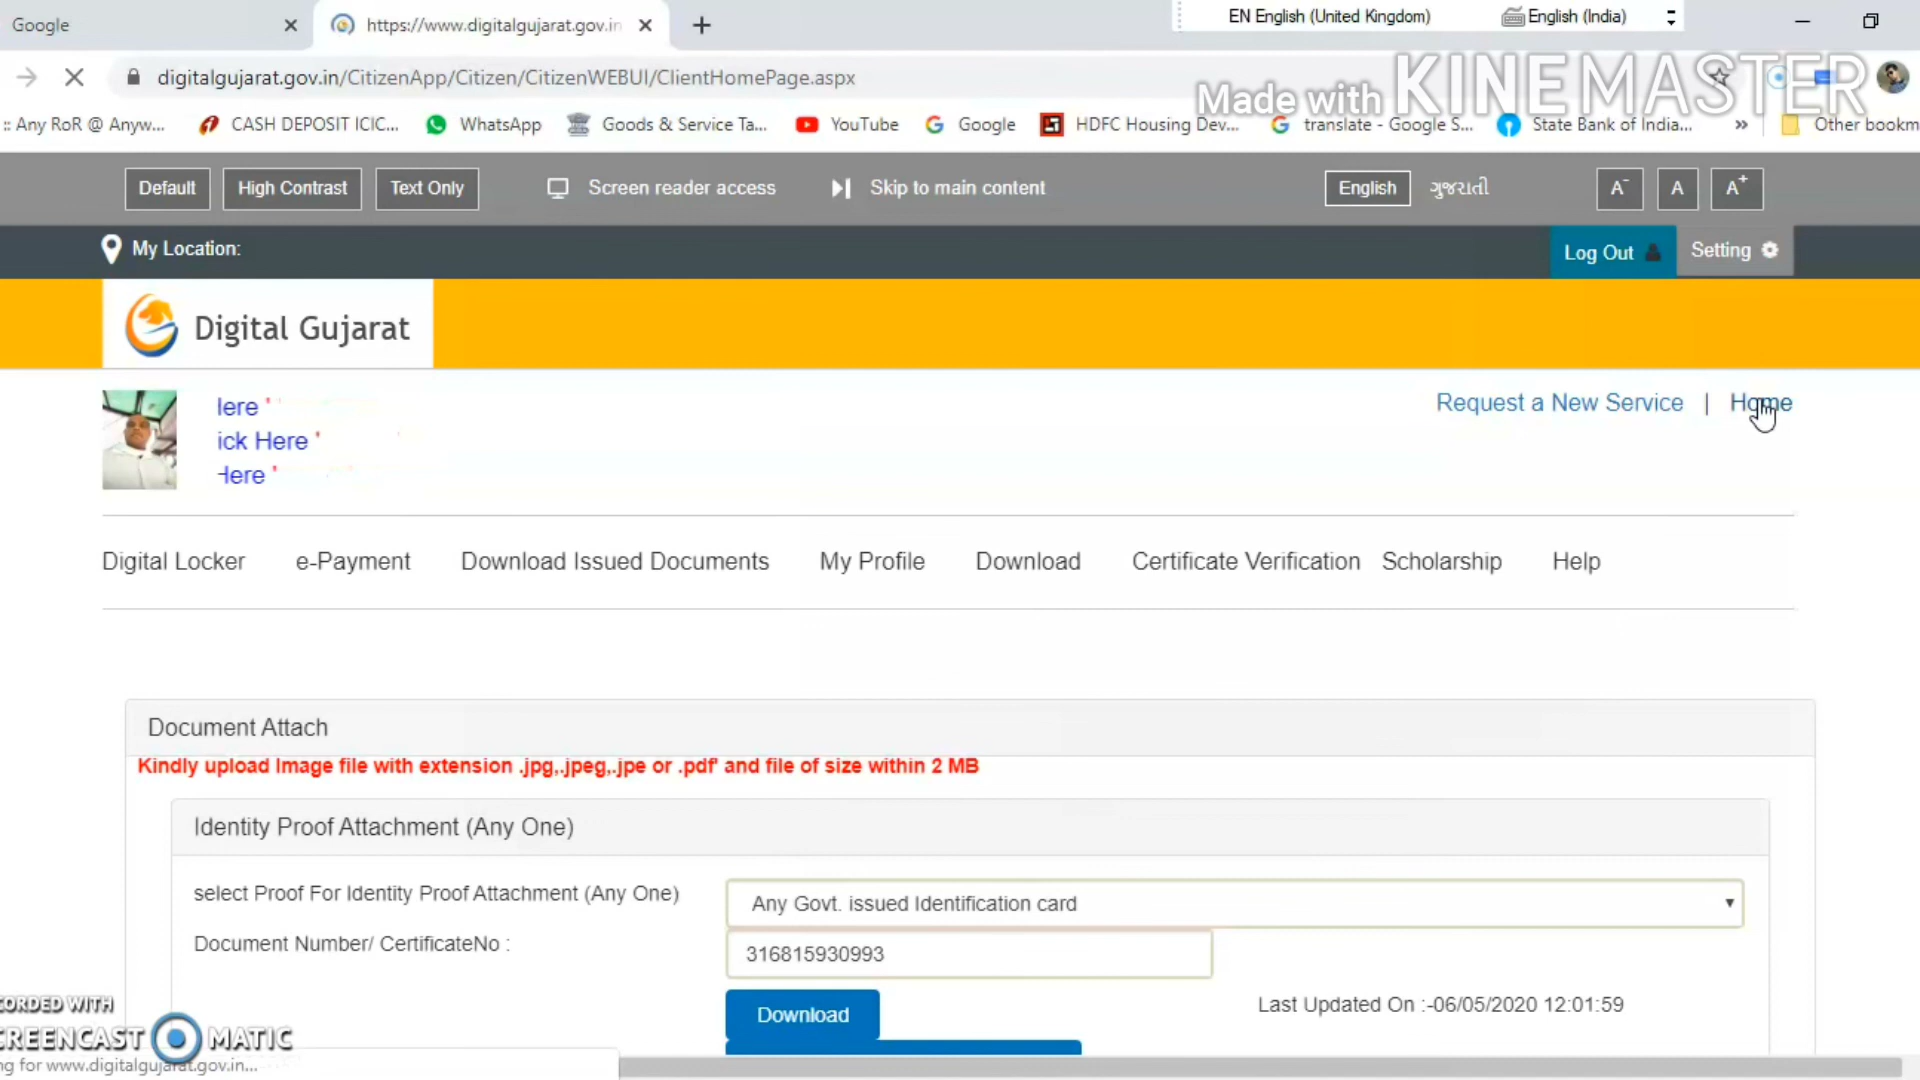 Google
https://www.digitalgujarat.gov.in
EN English (United Kingdom)
English (India)
digitalgujarat.gov.in/CitizenApp/Citizen/CitizenWEBUI/ClientHomePage.aspx
Made with KINEMASTER
:: Any RoR @ Anyw...
CASH DEPOSIT ICIC...
WhatsApp
Goods & Service Ta...
YouTube
Google
HDFC Housing Dev...
translate - Google S...
State Bank of India...
»
Other bookm
Default
High Contrast
Text Only
Screen reader access
Skip to main content
English
ગુજરાતી
A-
A
A+
My Location:
Log Out
Setting
Digital Gujarat
Request a New Service | Home
lere '
ick Here '
Here '
Digital Locker
e-Payment
Download Issued Documents
My Profile
Download
Certificate Verification
Scholarship
Help
Document Attach
Kindly upload Image file with extension .jpg,.jpeg,.jpe or .pdf' and file of size within 2 MB
Identity Proof Attachment (Any One)
select Proof For Identity Proof Attachment (Any One)
Any Govt. issued Identification card
Document Number/ CertificateNo :
316815930993
Download
Last Updated On :-06/05/2020 12:01:59
CORDED WITH
CREENCAST MATIC
ng for www.digitalgujarat.gov.in...